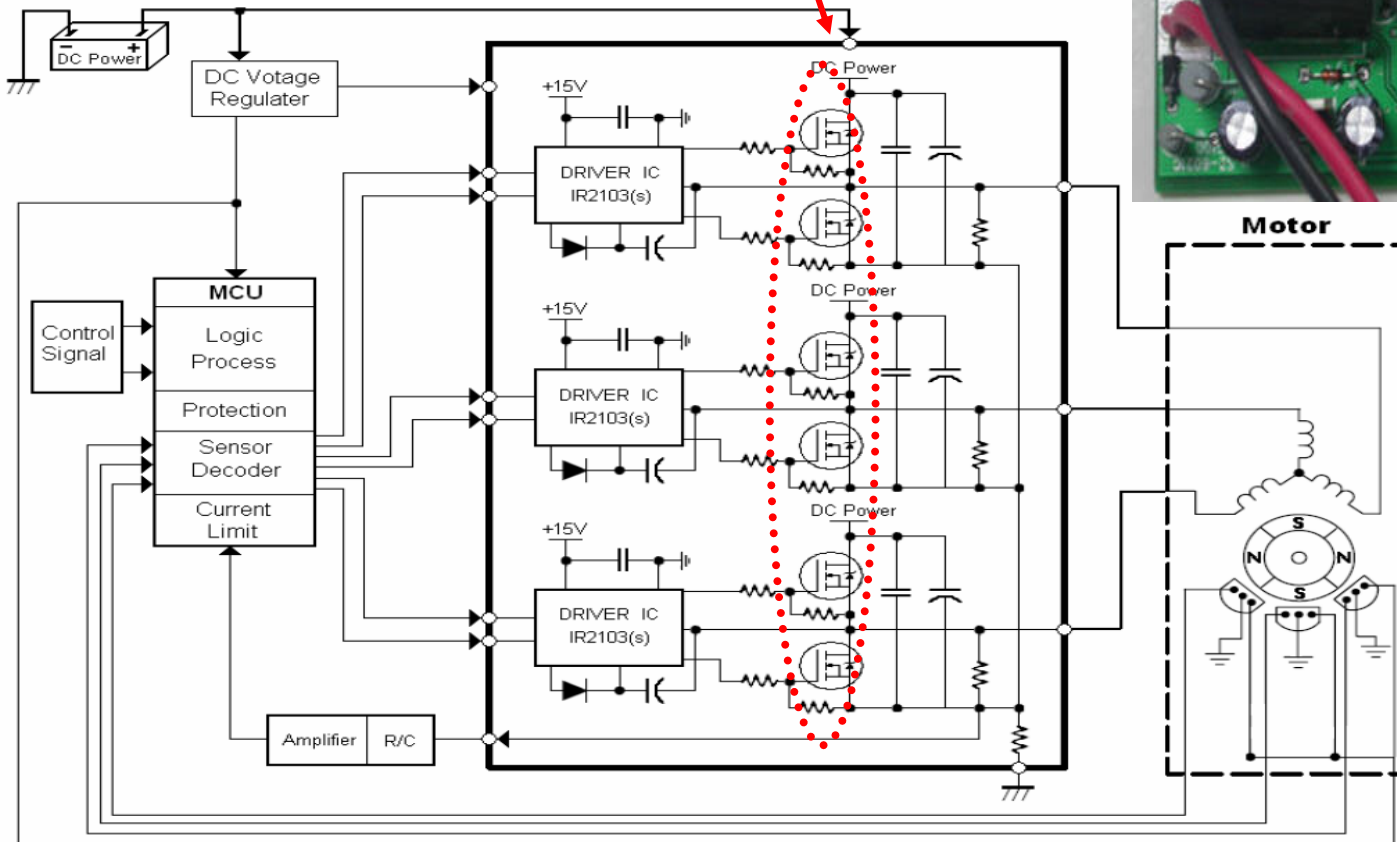 DC Power
− +
DC Votage
Regulater
DC Power
+15V
DRIVER IC
IR2103(s)
Motor
MCU
Logic
Process
Protection
Sensor
Decoder
Current
Limit
Control
Signal
DC Power
+15V
DRIVER IC
IR2103(s)
DC Power
+15V
DRIVER IC
IR2103(s)
S
N
N
S
Amplifier
R/C